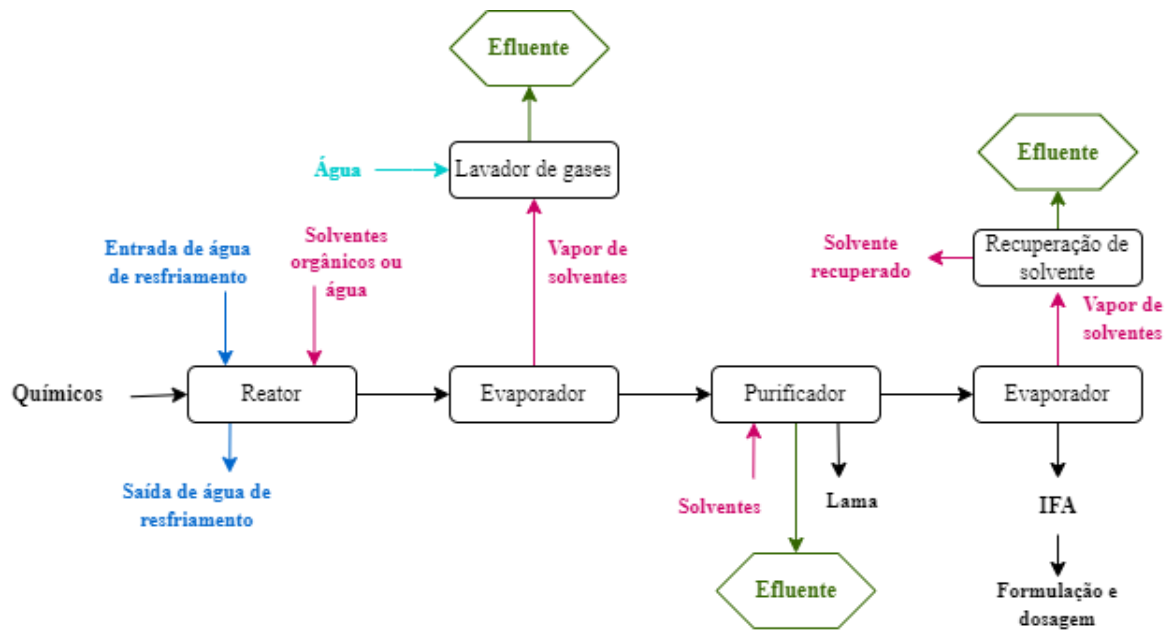 Efluente
Água
Lavador de gases
Efluente
Entrada de água
de resfriamento
Solventes
orgânicos ou
água
Vapor de
solventes
Solvente
recuperado
Recuperação de
solvente
Vapor de
solventes
Químicos
Reator
Evaporador
Purificador
Evaporador
Saída de água de
resfriamento
Solventes
Lama
IFA
Efluente
Formulação e
dosagem